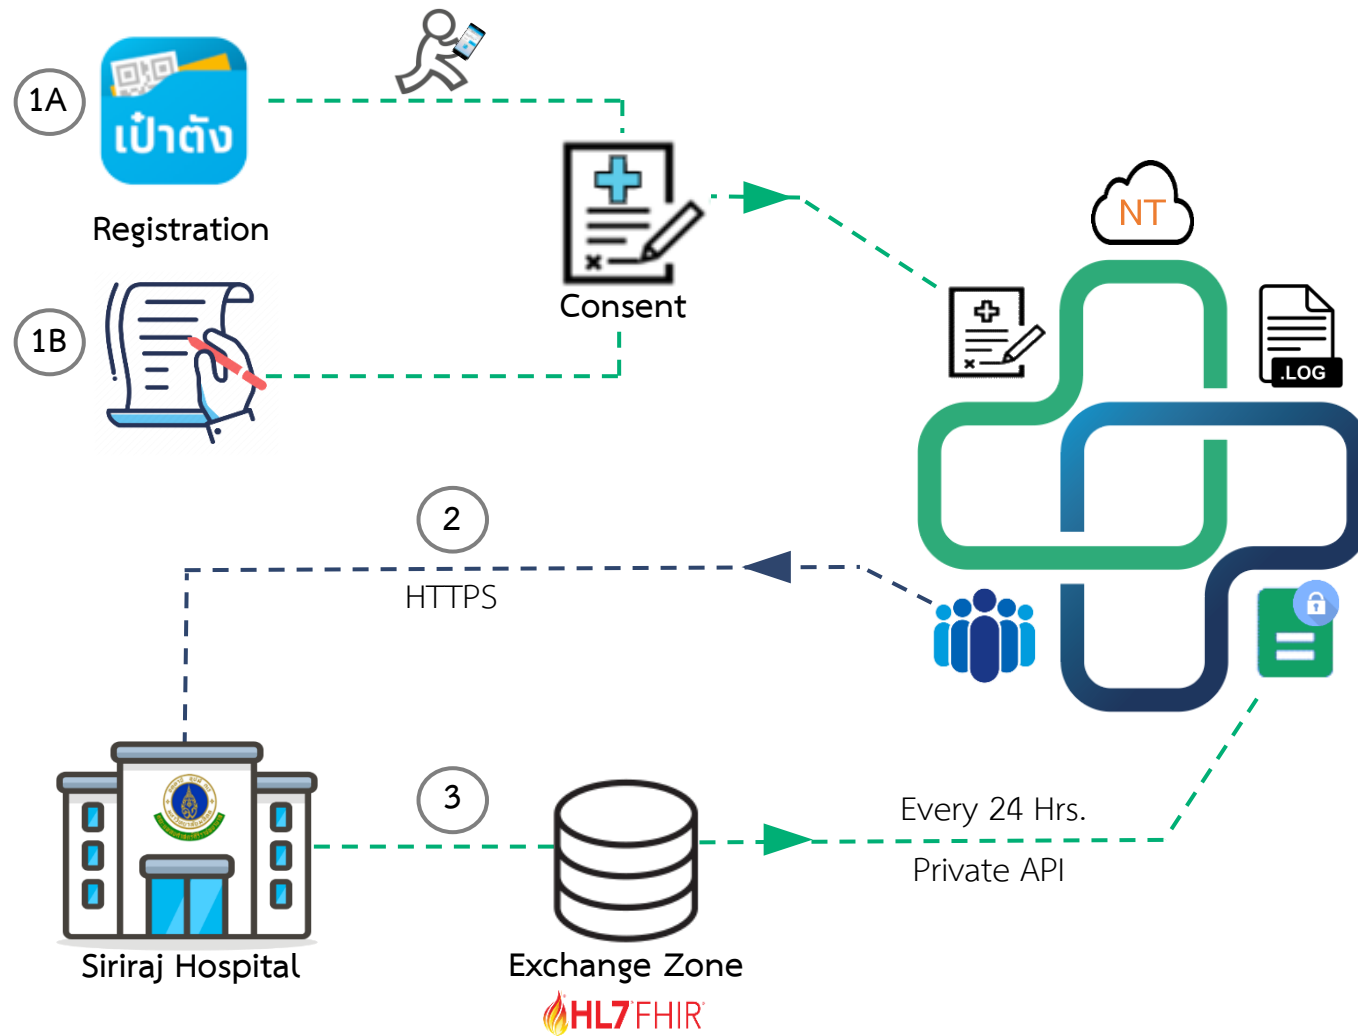 1A
เป๋าตัง
Registration
1B
Consent
NT
.LOG
2
HTTPS
3
Every 24 Hrs.
Private API
Siriraj Hospital
Exchange Zone
HL7 FHIR